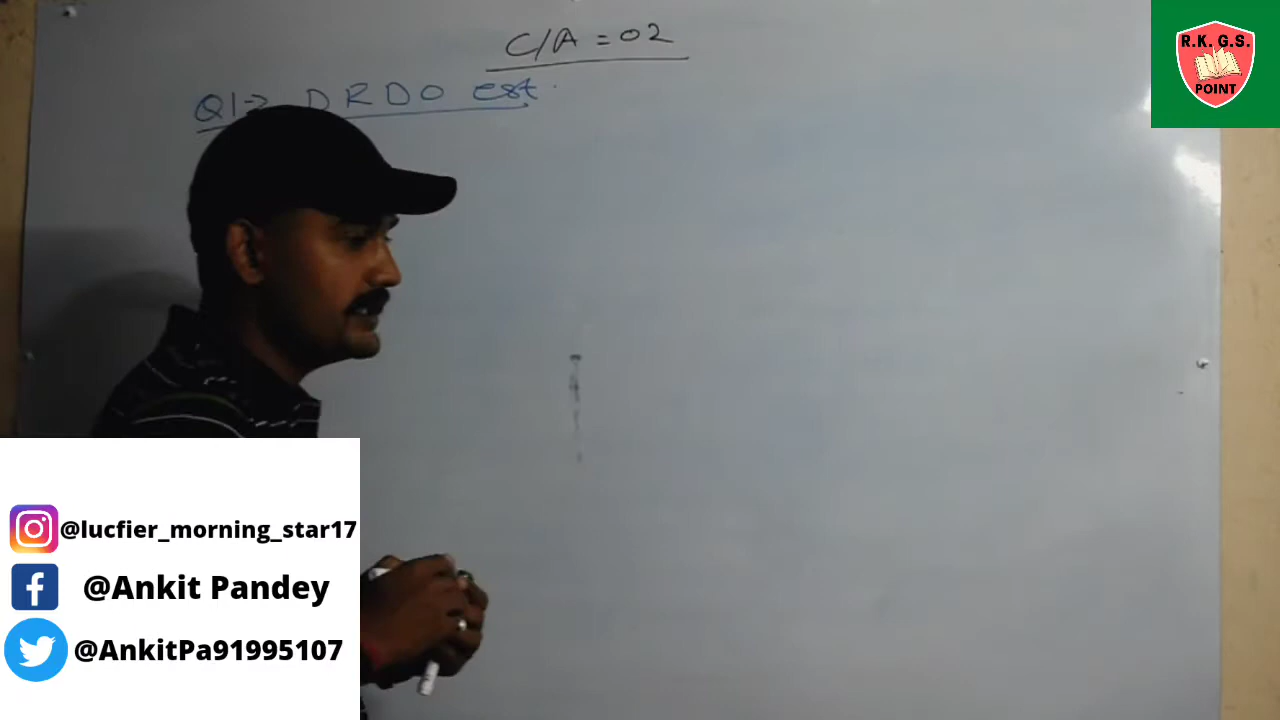 C/A = 02
Q1-> DRDO est.
R.K. G.S.
POINT
@lucfier_morning_star17
@Ankit Pandey
@AnkitPa91995107